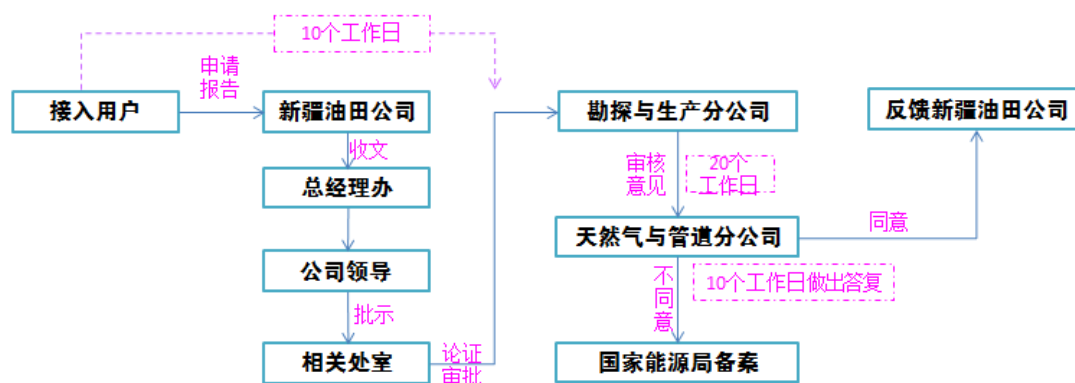 10个工作日
申请
报告
接入用户
新疆油田公司
勘探与生产分公司
反馈新疆油田公司
收文
审核
意见
20个
工作日
总经理办
天然气与管道分公司
同意
公司领导
不
同
意
10个工作日做出答复
批示
相关处室
论证
审批
国家能源局备案